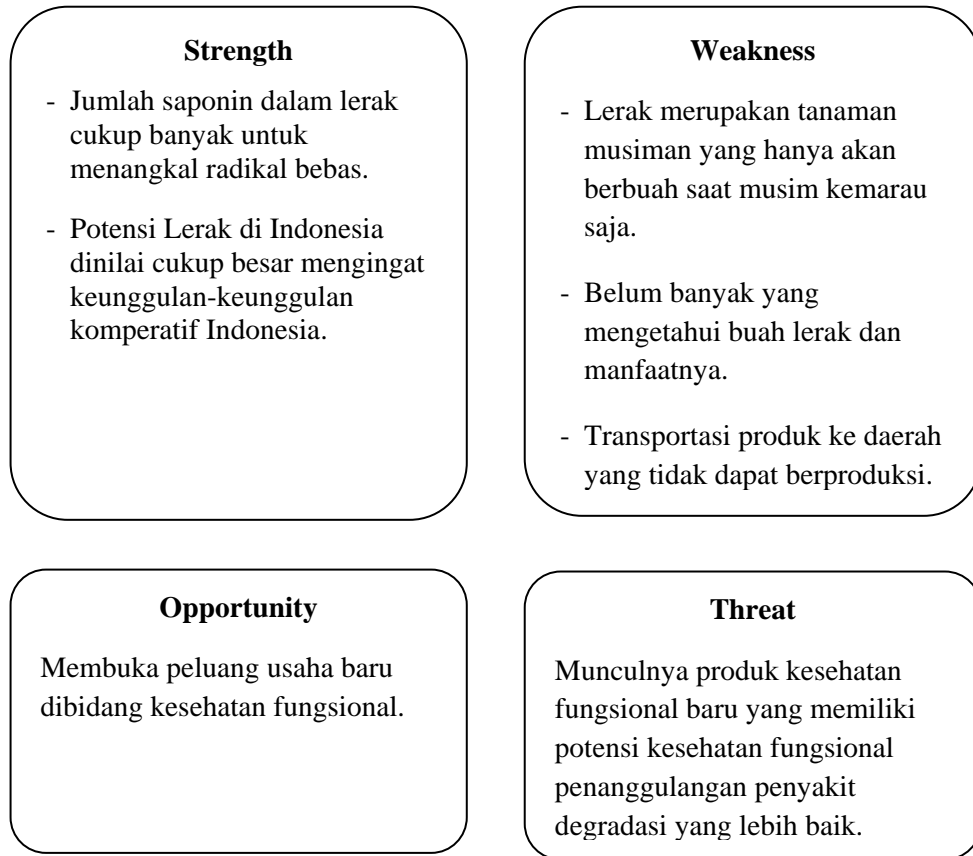 Strength
- Jumlah saponin dalam lerak
cukup banyak untuk
menangkal radikal bebas.
- Potensi Lerak di Indonesia
dinilai cukup besar mengingat
keunggulan-keunggulan
komperatif Indonesia.
Weakness
- Lerak merupakan tanaman
musiman yang hanya akan
berbuah saat musim kemarau
saja.
- Belum banyak yang
mengetahui buah lerak dan
manfaatnya.
- Transportasi produk ke daerah
yang tidak dapat berproduksi.
Opportunity
Membuka peluang usaha baru
dibidang kesehatan fungsional.
Threat
Munculnya produk kesehatan
fungsional baru yang memiliki
potensi kesehatan fungsional
penanggulangan penyakit
degradasi yang lebih baik.